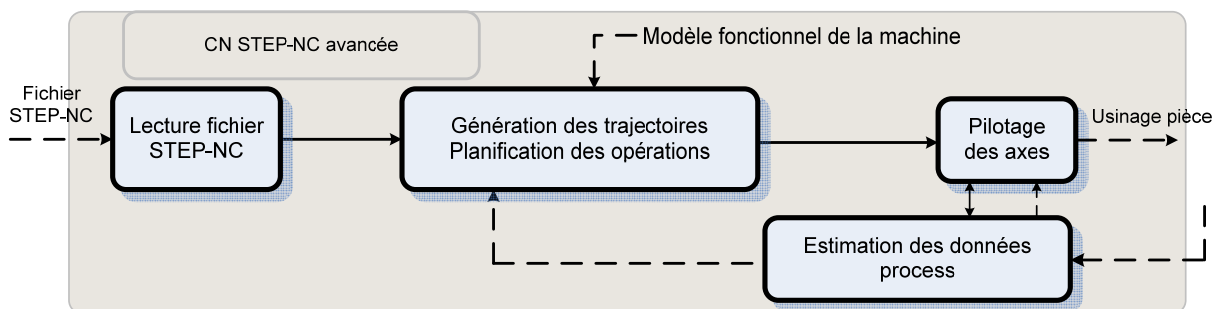 CN STEP-NC avancée
Modèle fonctionnel de la machine
Fichier
STEP-NC
Lecture fichier
STEP-NC
Génération des trajectoires
Planification des opérations
Pilotage
des axes
Usinage pièce
Estimation des données
process